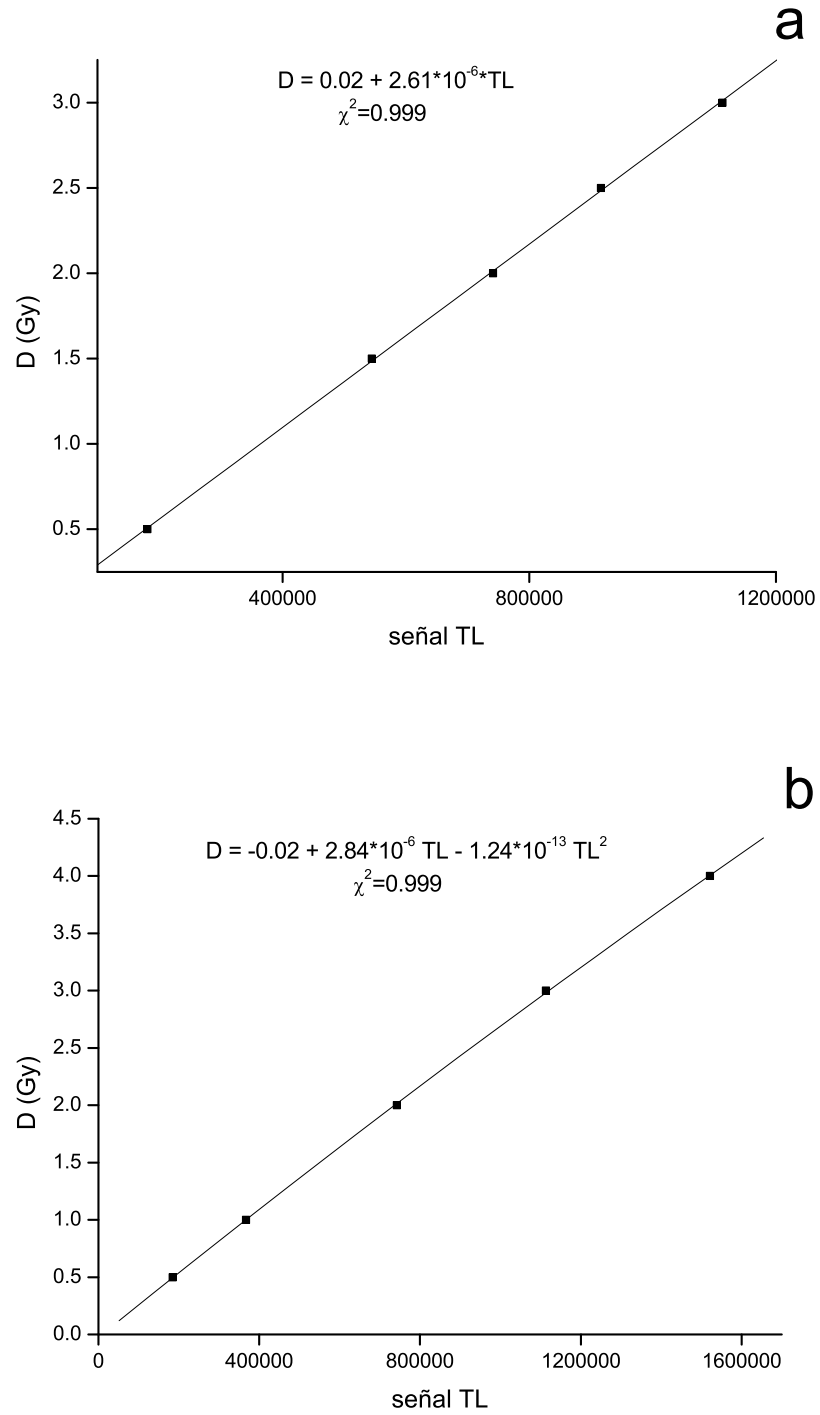 a
D = 0.02 + 2.61*10⁻⁶*TL
χ²=0.999
3.0
2.5
2.0
1.5
1.0
0.5
D (Gy)
400000 800000 1200000
señal TL
b
D = -0.02 + 2.84*10⁻⁶ TL - 1.24*10⁻¹³ TL²
χ²=0.999
4.5
4.0
3.5
3.0
2.5
2.0
1.5
1.0
0.5
0.0
D (Gy)
0 400000 800000 1200000 1600000
señal TL